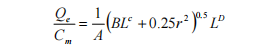 Q_e / C_m = 1/A (BL^c + 0.25r^2)^0.5 L^D